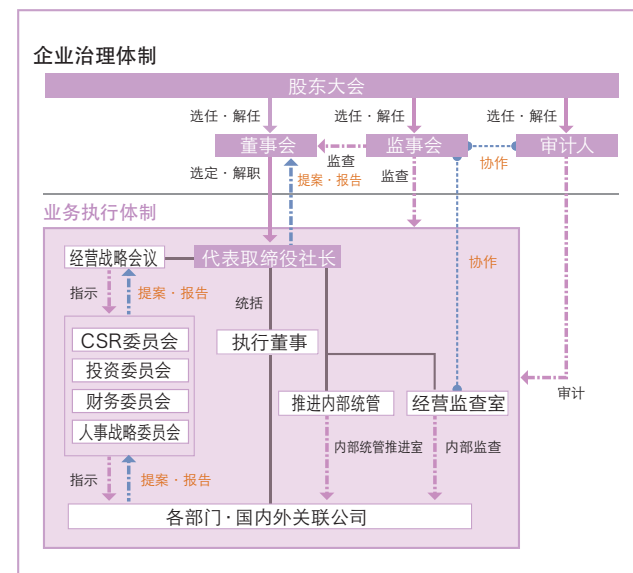 企业治理体制
股东大会
选任·解任
选任·解任
选任·解任
董事会
监事会
审计人
监查
协作
选定·解职
提案·报告
监查
业务执行体制
经营战略会议
代表取缔役社长
协作
指示
提案·报告
统括
CSR委员会
执行董事
投资委员会
审计
财务委员会
推进内部统管
经营监查室
人事战略委员会
内部统管推进室
内部监查
指示
提案·报告
各部门·国内外关联公司